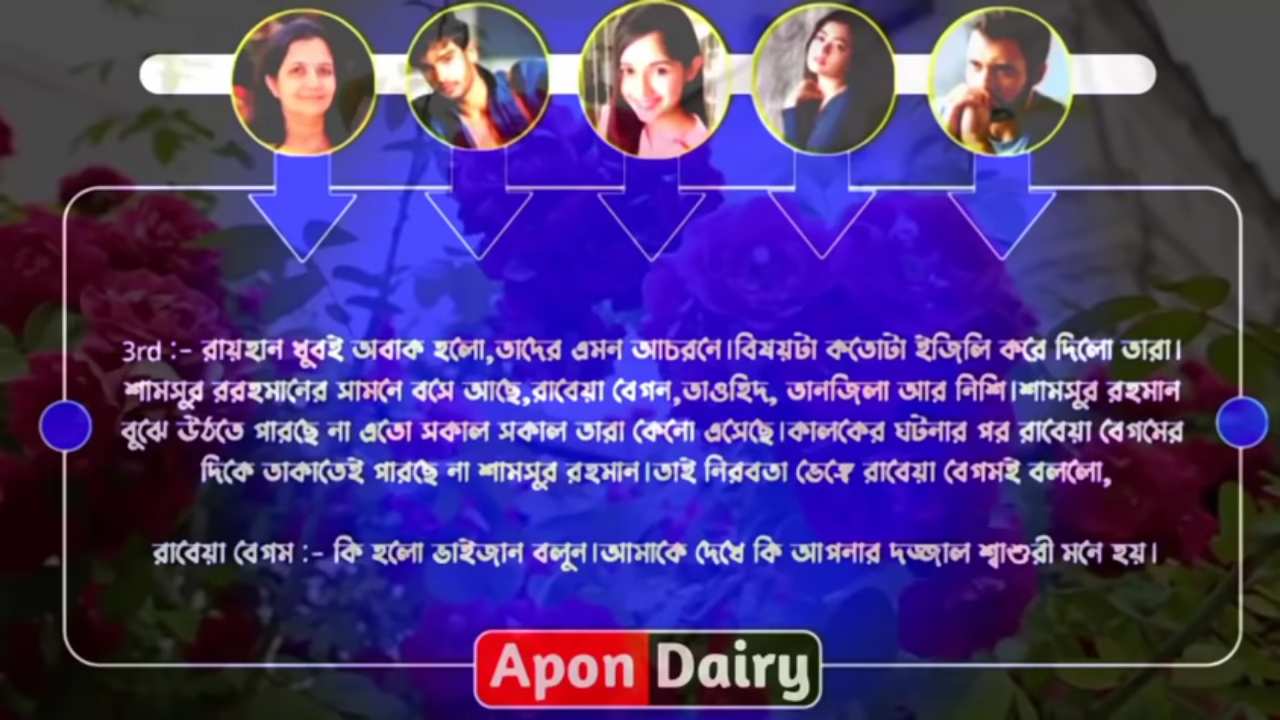 3rd :- রায়হান খুবই অবাক হলো,তাদের এমন আচরনে।বিষয়টা কতোটা ইজিলি করে দিলো তারা।
শামসুর ররহমানের সামনে বসে আছে,রাবেয়া বেগন,তাওহিদ, তানজিলা আর নিশি।শামসুর রহমান
বুঝে উঠতে পারছে না এতো সকাল সকাল তারা কেনো এসেছে।কালকের ঘটনার পর রাবেয়া বেগমের
দিকে তাকাতেই পারছে না শামসুর রহমান।তাই নিরবতা ভেঙ্গে রাবেয়া বেগমই বললো,
রাবেয়া বেগম :- কি হলো ভাইজান বলুন।আমাকে দেখে কি আপনার দজ্জাল শ্বাশুরী মনে হয়।
Apon Dairy